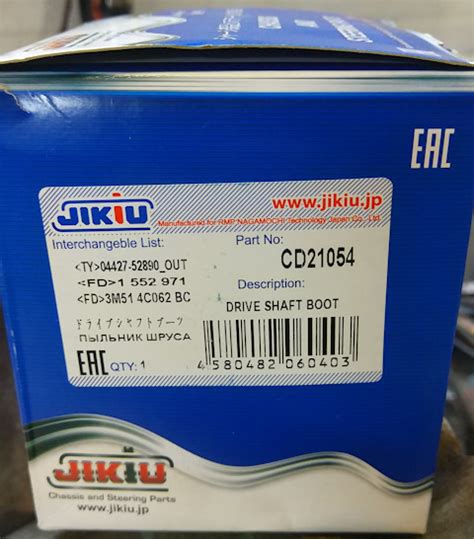 EAC
JIKIU
www.jikiu.jp
Manufactured for RMP NAGAMOCHI Technology Japan Co., Ltd.
Interchangeble List:
Part No:
CD21054
<TY>04427-52890_OUT
<FD>1 552 971
<FD>3M51 4C062 BC
Description:
DRIVE SHAFT BOOT
ドライブシャフトブーツ
ПЫЛЬНИК ШРУСА
EAC QTY: 1
4 580482 060403
JIKIU
Chassis and Steering Parts
www.jikiu.jp